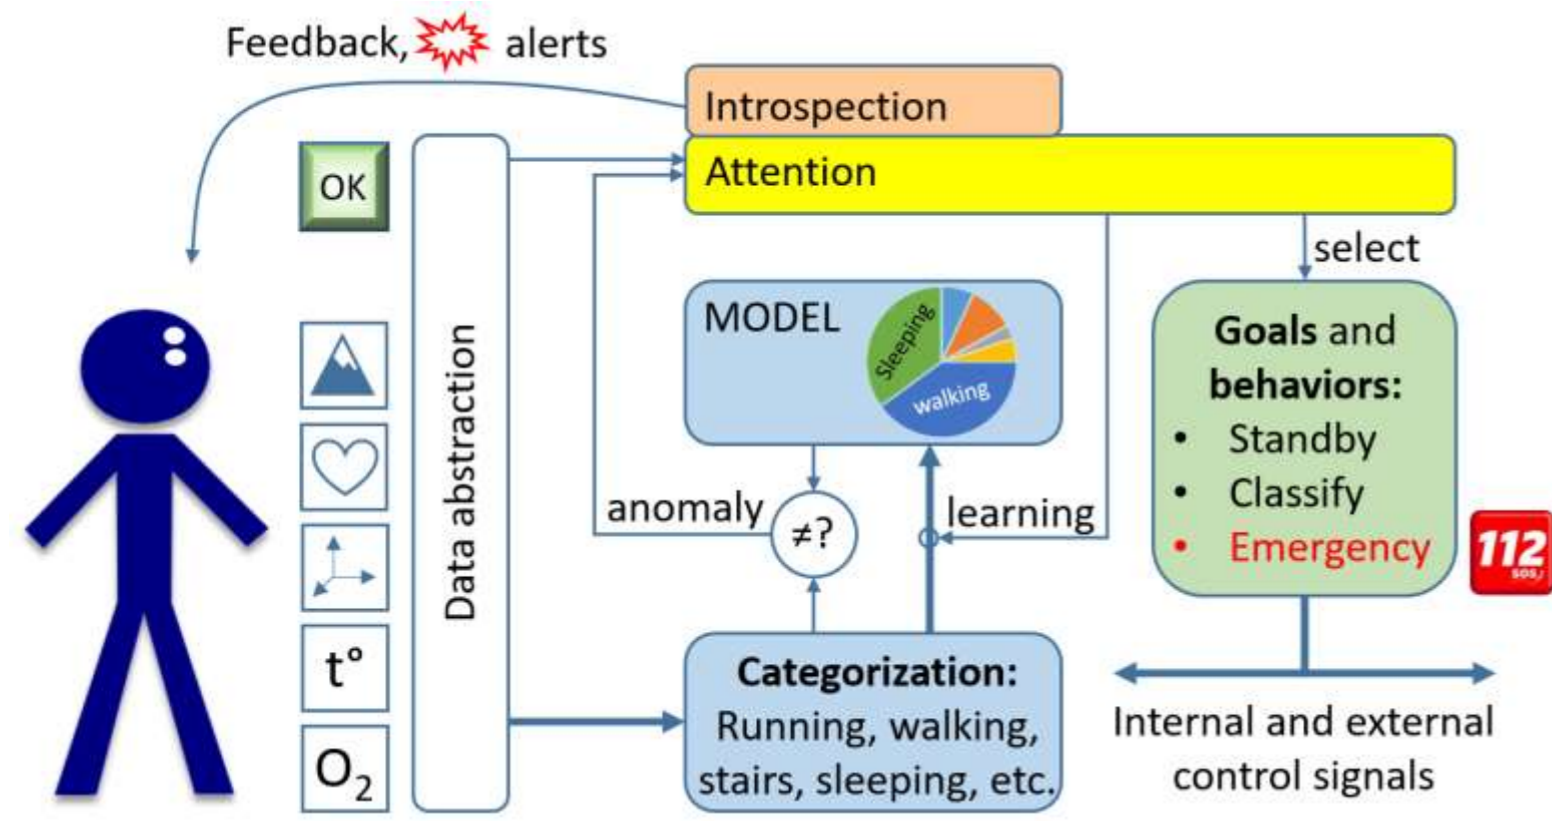 Feedback, alerts
Introspection
Attention
OK
select
MODEL
Sleeping
walking
Goals and
behaviors:
• Standby
• Classify
• Emergency
112
SOS
Data abstraction
anomaly
≠?
learning
t°
O₂
Categorization:
Running, walking,
stairs, sleeping, etc.
Internal and external
control signals